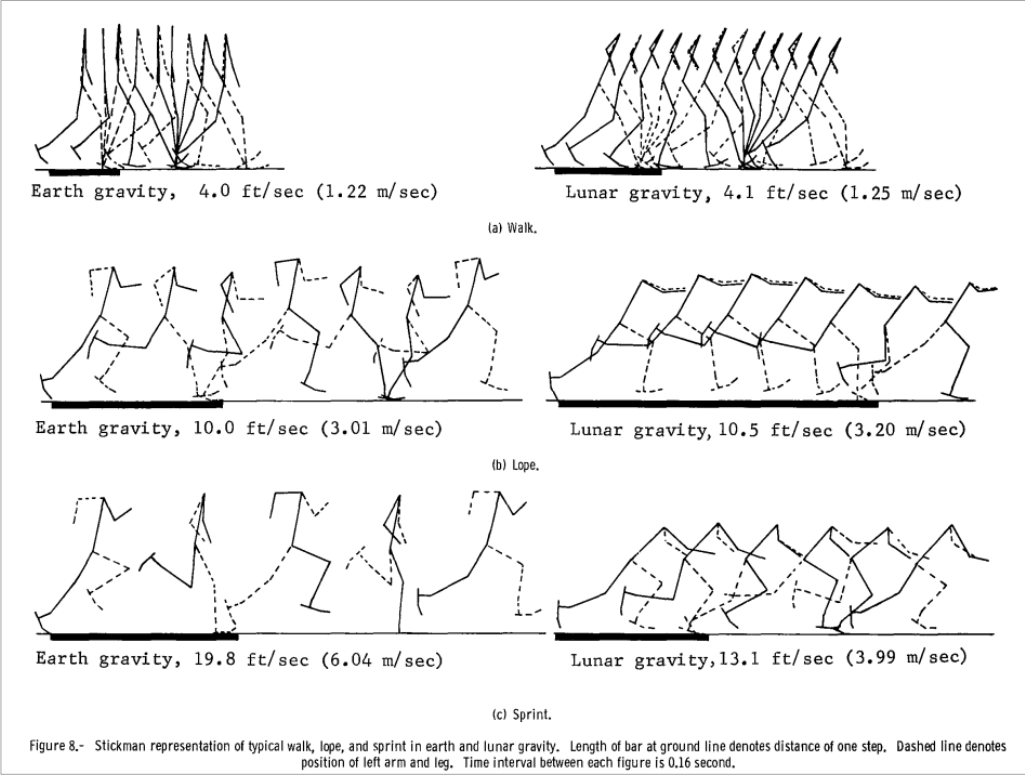 Earth gravity, 4.0 ft/sec (1.22 m/sec)
Lunar gravity, 4.1 ft/sec (1.25 m/sec)
(a) Walk.
Earth gravity, 10.0 ft/sec (3.01 m/sec)
Lunar gravity, 10.5 ft/sec (3.20 m/sec)
(b) Lope.
Earth gravity, 19.8 ft/sec (6.04 m/sec)
Lunar gravity, 13.1 ft/sec (3.99 m/sec)
(c) Sprint.
Figure 8.- Stickman representation of typical walk, lope, and sprint in earth and lunar gravity. Length of bar at ground line denotes distance of one step. Dashed line denotes
position of left arm and leg. Time interval between each figure is 0.16 second.